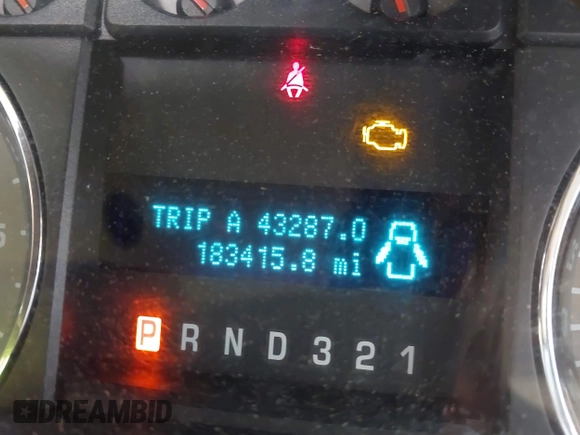 TRIP A 43287.0
183415.8 mi
P R N D 3 2 1
DREAMBID